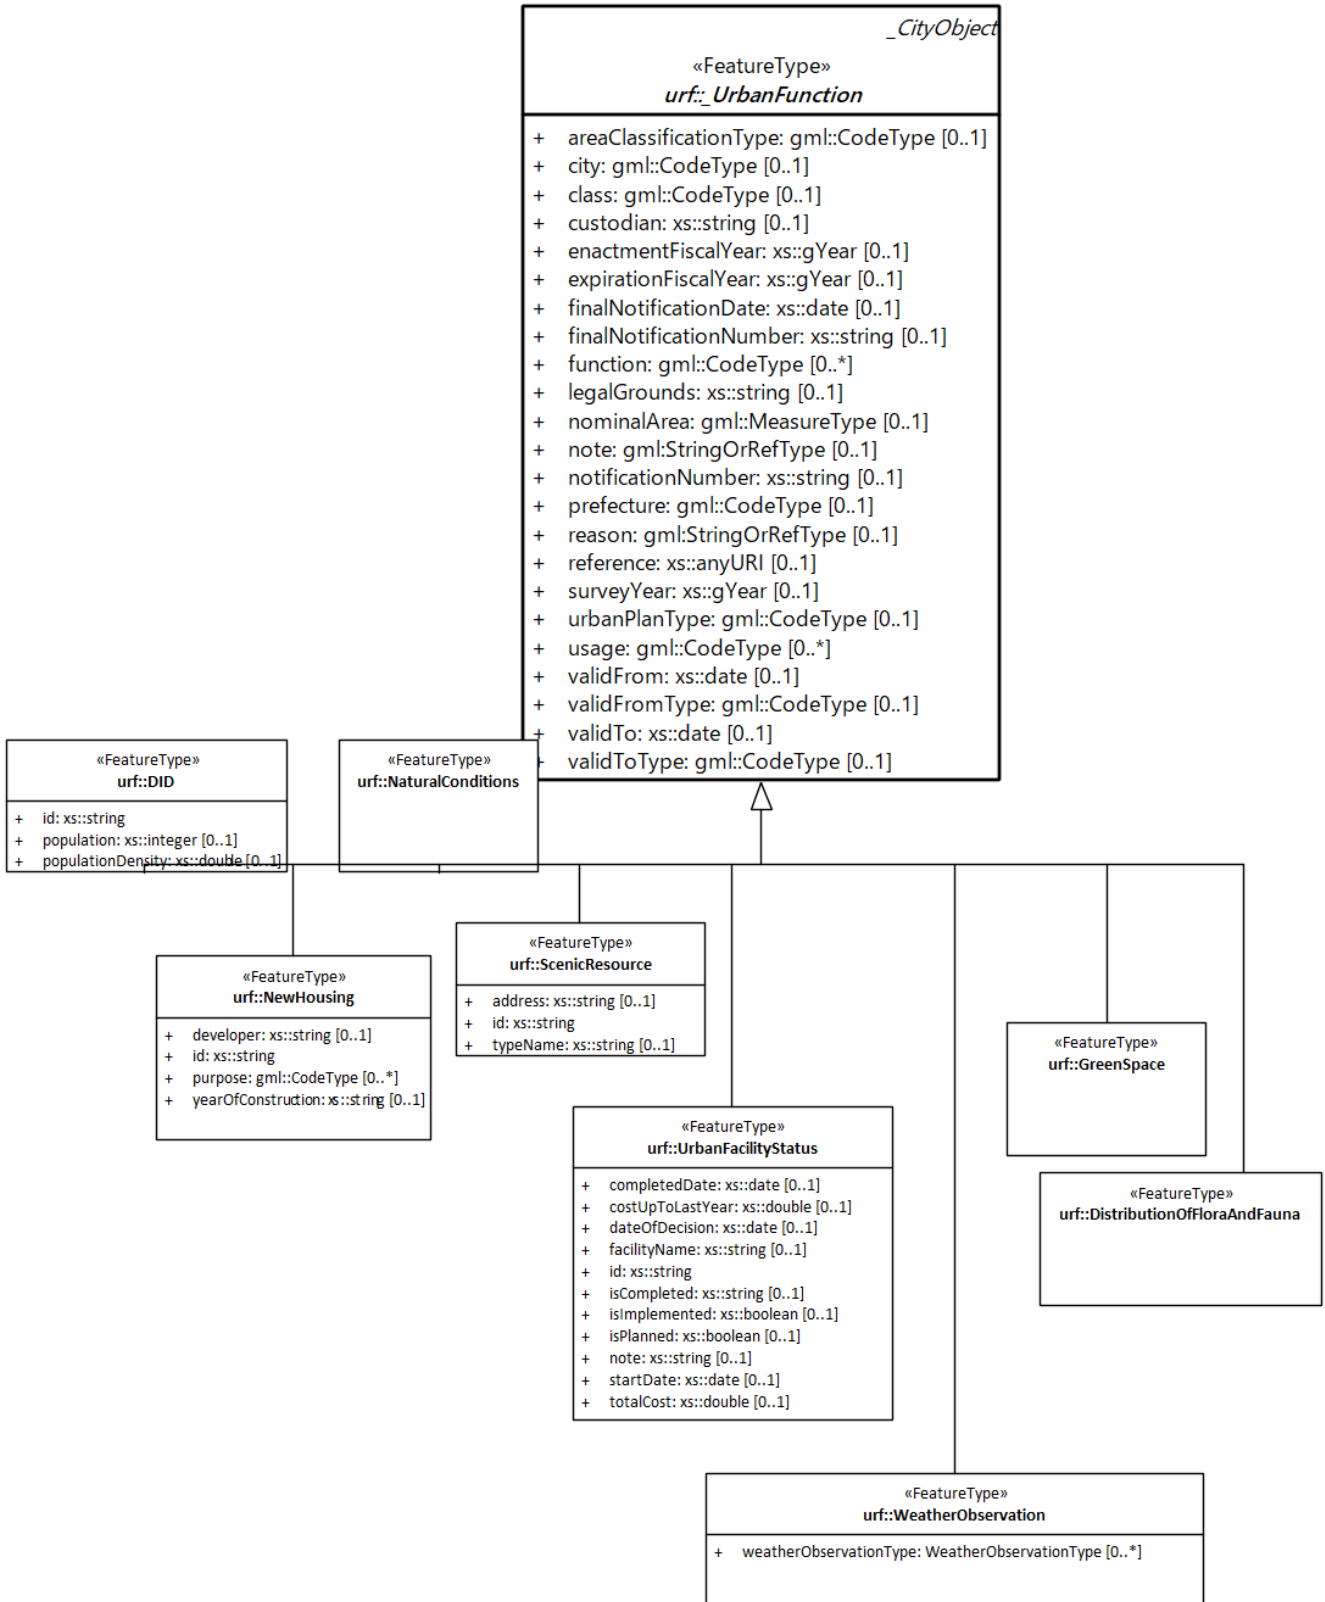 _CityObject
«FeatureType»
urf::_UrbanFunction
+ areaClassificationType: gml::CodeType [0..1]
+ city: gml::CodeType [0..1]
+ class: gml::CodeType [0..1]
+ custodian: xs::string [0..1]
+ enactmentFiscalYear: xs::gYear [0..1]
+ expirationFiscalYear: xs::gYear [0..1]
+ finalNotificationDate: xs::date [0..1]
+ finalNotificationNumber: xs::string [0..1]
+ function: gml::CodeType [0..*]
+ legalGrounds: xs::string [0..1]
+ nominalArea: gml::MeasureType [0..1]
+ note: gml:StringOrRefType [0..1]
+ notificationNumber: xs::string [0..1]
+ prefecture: gml::CodeType [0..1]
+ reason: gml:StringOrRefType [0..1]
+ reference: xs::anyURI [0..1]
+ surveyYear: xs::gYear [0..1]
+ urbanPlanType: gml::CodeType [0..1]
+ usage: gml::CodeType [0..*]
+ validFrom: xs::date [0..1]
+ validFromType: gml::CodeType [0..1]
+ validTo: xs::date [0..1]
+ validToType: gml::CodeType [0..1]
«FeatureType»
urf::DID
+ id: xs::string
+ population: xs::integer [0..1]
+ populationDensity: xs::double [0..1]
«FeatureType»
urf::NaturalConditions
«FeatureType»
urf::NewHousing
+ developer: xs::string [0..1]
+ id: xs::string
+ purpose: gml::CodeType [0..*]
+ yearOfConstruction: xs::string [0..1]
«FeatureType»
urf::ScenicResource
+ address: xs::string [0..1]
+ id: xs::string
+ typeName: xs::string [0..1]
«FeatureType»
urf::UrbanFacilityStatus
+ completedDate: xs::date [0..1]
+ costUpToLastYear: xs::double [0..1]
+ dateOfDecision: xs::date [0..1]
+ facilityName: xs::string [0..1]
+ id: xs::string
+ isCompleted: xs::string [0..1]
+ isImplemented: xs::boolean [0..1]
+ isPlanned: xs::boolean [0..1]
+ note: xs::string [0..1]
+ startDate: xs::date [0..1]
+ totalCost: xs::double [0..1]
«FeatureType»
urf::GreenSpace
«FeatureType»
urf::DistributionOfFloraAndFauna
«FeatureType»
urf::WeatherObservation
+ weatherObservationType: WeatherObservationType [0..*]